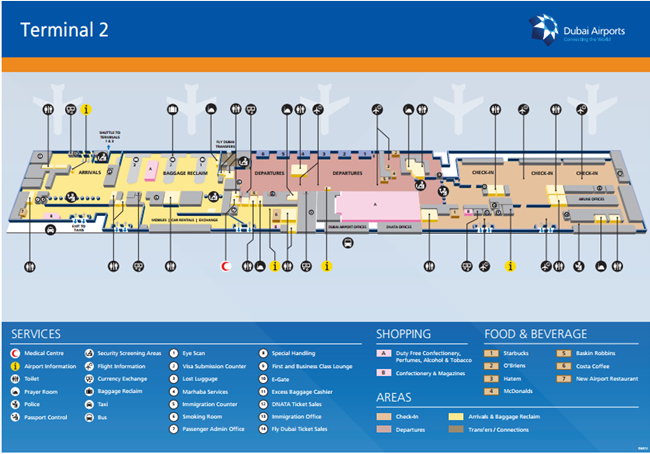 Terminal 2
Dubai Airports
Connecting the World
SHUTTLE TO
TERMINALS
1 & 3
FLY DUBAI
TRANSFERS
ARRIVALS
BAGGAGE RECLAIM
DEPARTURES
DEPARTURES
CHECK-IN
CHECK-IN
CHECK-IN
AIRLINE OFFICES
MOBILES
CAR RENTALS
EXCHANGE
EXIT TO
TAXIS
DUBAI AIRPORT OFFICES
DNATA OFFICES
SERVICES
Medical Centre
Airport Information
Toilet
Prayer Room
Police
Passport Control
Security Screening Areas
Flight Information
Currency Exchange
Baggage Reclaim
Taxi
Bus
1 Eye Scan
2 Visa Submission Counter
3 Lost Luggage
4 Marhaba Services
5 Immigration Counter
6 Smoking Room
7 Passenger Admin Office
8 Special Handling
9 First and Business Class Lounge
10 E-Gate
11 Excess Baggage Cashier
12 DNATA Ticket Sales
13 Immigration Office
14 Fly Dubai Ticket Sales
SHOPPING
A Duty Free Confectionery,
Perfumes, Alcohol & Tobacco
B Confectionery & Magazines
FOOD & BEVERAGE
1 Starbucks
2 O'Briens
3 Hatem
4 McDonalds
5 Baskin Robbins
6 Costa Coffee
7 New Airport Restaurant
AREAS
Check-In
Departures
Arrivals & Baggage Reclaim
Transfers / Connections